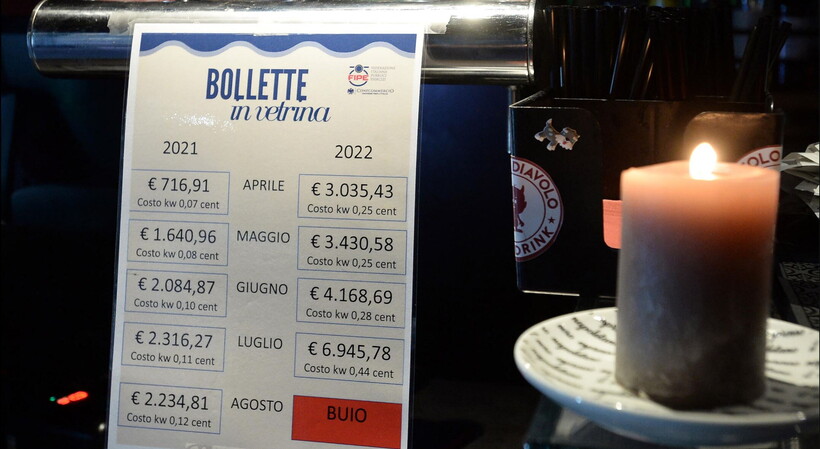 BOLLETTE
in vetrina
FIPE
2021
2022
€ 716,91
Costo kw 0,07 cent
APRILE
€ 3.035,43
Costo kw 0,25 cent
€ 1.640,96
Costo kw 0,08 cent
MAGGIO
€ 3.430,58
Costo kw 0,25 cent
€ 2.084,87
Costo kw 0,10 cent
GIUGNO
€ 4.168,69
Costo kw 0,28 cent
€ 2.316,27
Costo kw 0,11 cent
LUGLIO
€ 6.945,78
Costo kw 0,44 cent
€ 2.234,81
Costo kw 0,12 cent
AGOSTO
BUIO
DIAVOLO
DRINK
OLO